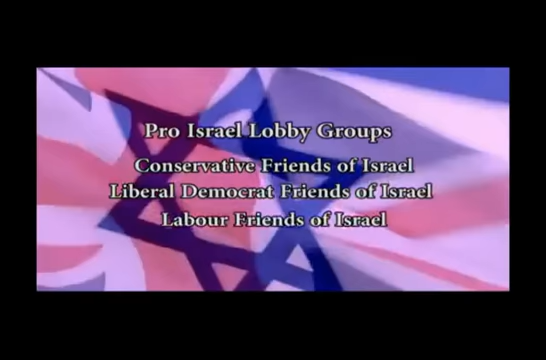 Pro Israel Lobby Groups
Conservative Friends of Israel
Liberal Democrat Friends of Israel
Labour Friends of Israel